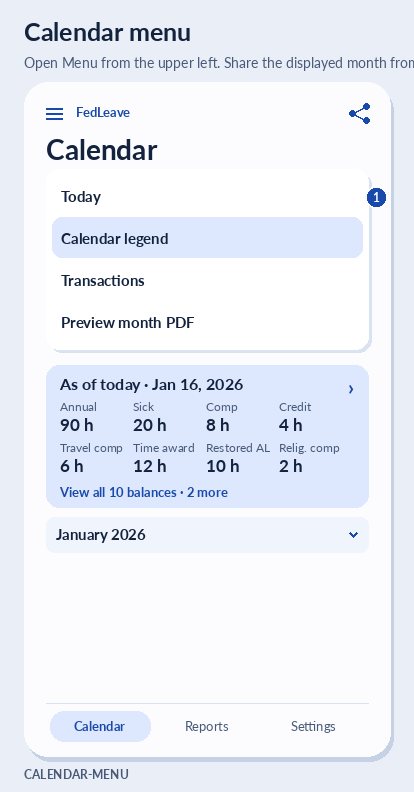 Calendar menu
Open Menu from the upper left. Share the displayed month from
FedLeave
Calendar
Today
1
Calendar legend
Transactions
Preview month PDF
As of today · Jan 16, 2026
Annual Sick Comp Credit
90 h 20 h 8 h 4 h
Travel comp Time award Restored AL Relig. comp
6 h 12 h 10 h 2 h
View all 10 balances · 2 more
January 2026
Calendar Reports Settings
CALENDAR-MENU